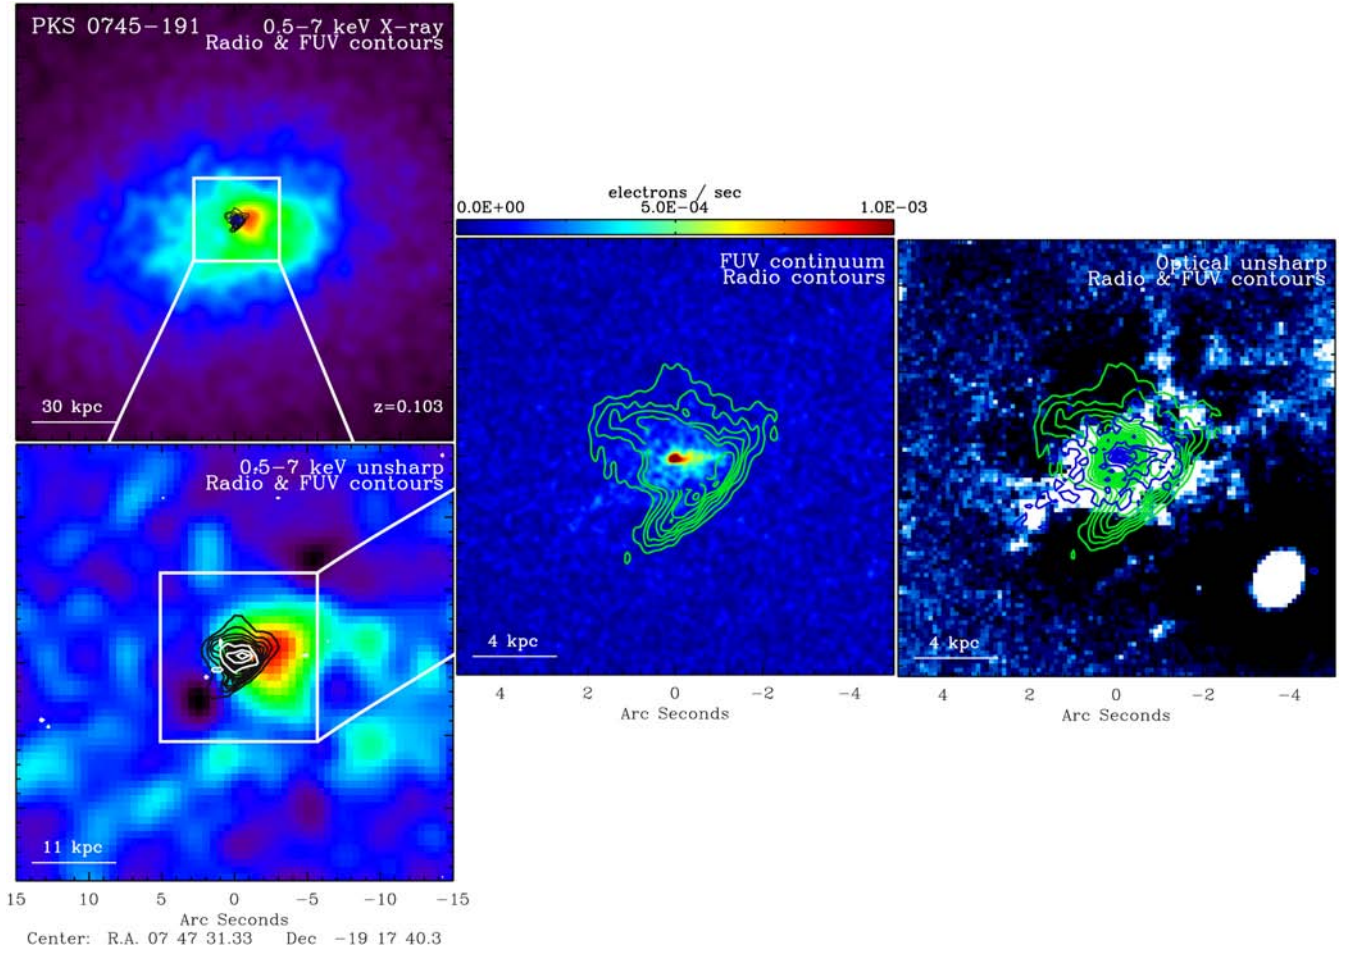 PKS 0745-191
0.5-7 keV X-ray
Radio & FUV contours
30 kpc
z=0.103
0.5-7 keV unsharp
Radio & FUV contours
11 kpc
15 10 5 0 -5 -10 -15
Arc Seconds
Center: R.A. 07 47 31.33 Dec -19 17 40.3
electrons / sec
0.0E+00 5.0E-04 1.0E-03
FUV continuum
Radio contours
4 kpc
4 2 0 -2 -4
Arc Seconds
Optical unsharp
Radio & FUV contours
4 kpc
4 2 0 -2 -4
Arc Seconds